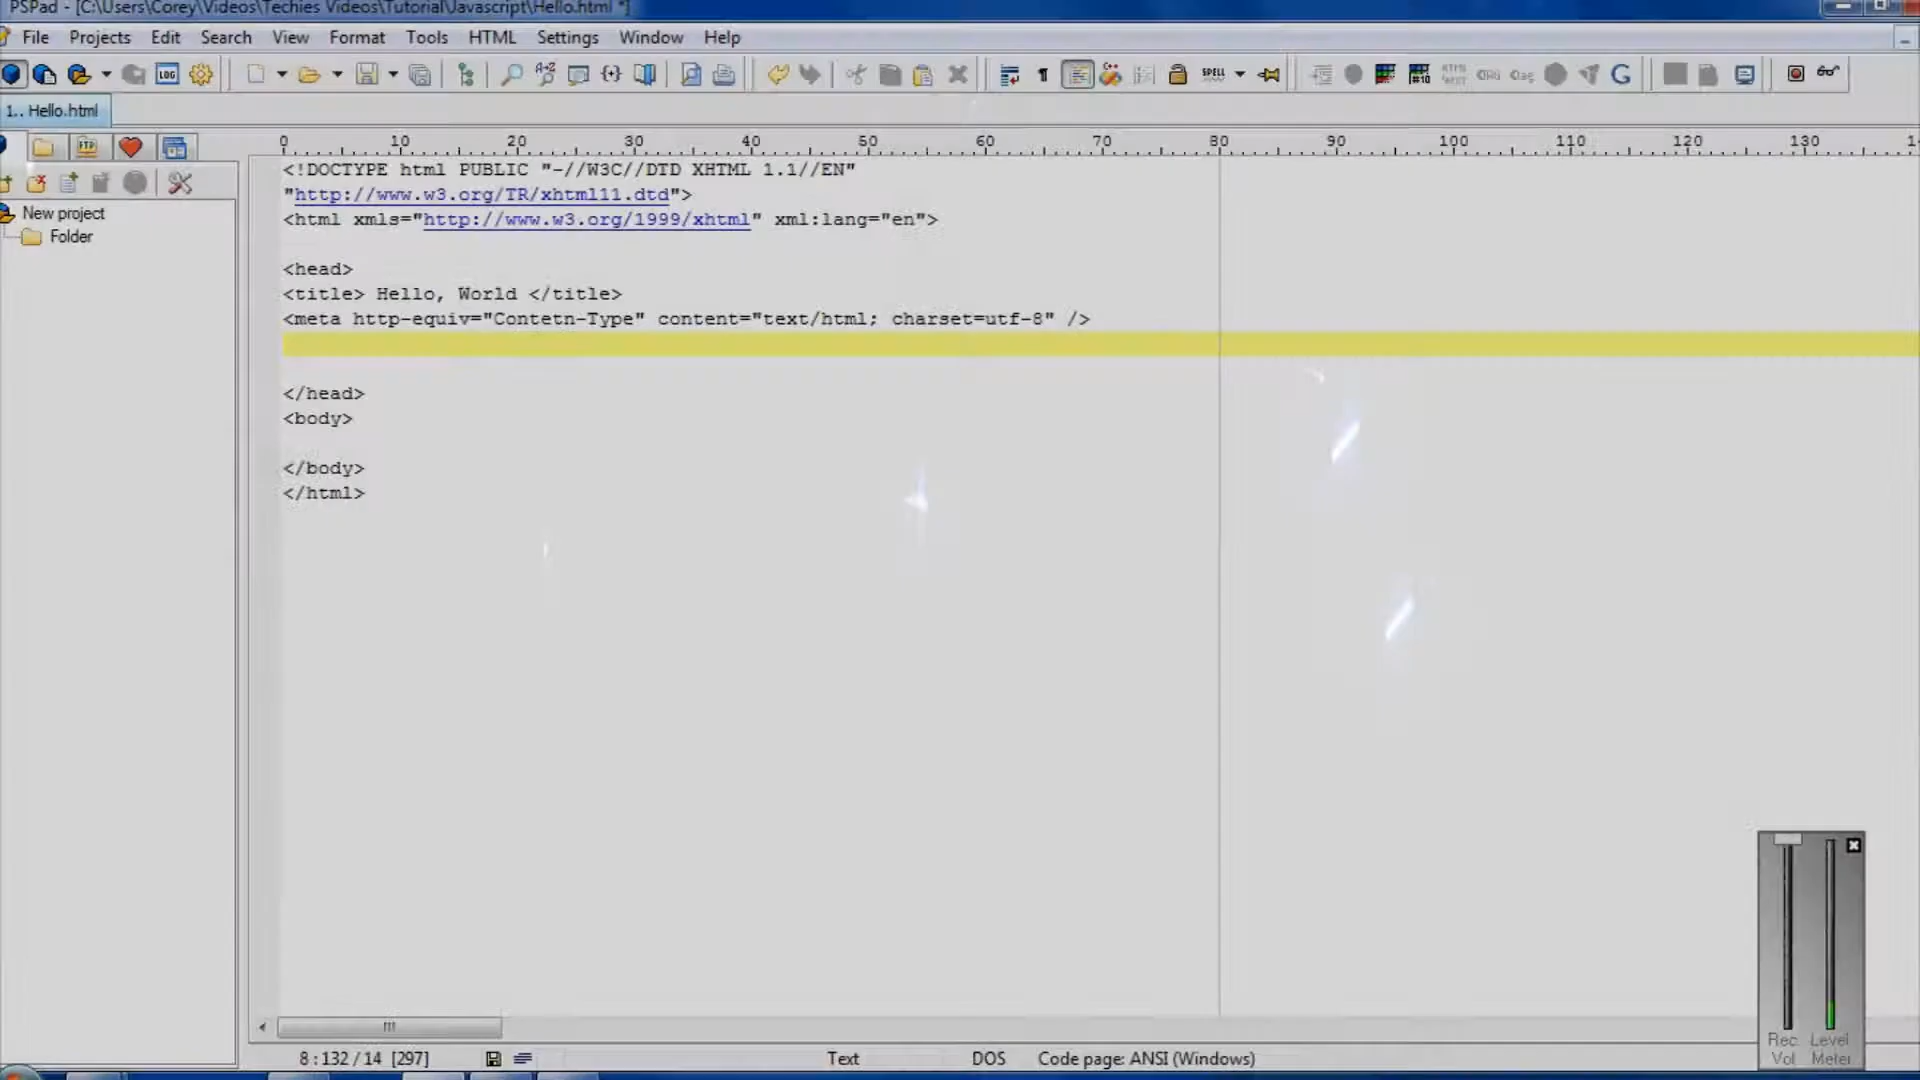 PSPad - [C:\Users\Corey\Videos\Techies Videos\Tutorial\Javascript\Hello.html *]
File Projects Edit Search View Format Tools HTML Settings Window Help
LOG SPELL #10 G
1.. Hello.html
FTP
0 10 20 30 40 50 60 70 80 90 100 110 120 130
New project
Folder
<!DOCTYPE html PUBLIC "-//W3C//DTD XHTML 1.1//EN"
"http://www.w3.org/TR/xhtml11.dtd">
<html xmls="http://www.w3.org/1999/xhtml" xml:lang="en">
<head>
<title> Hello, World </title>
<meta http-equiv="Contetn-Type" content="text/html; charset=utf-8" />
</head>
<body>
</body>
</html>
Rec Level
Vol Meter
8 : 132 / 14 [297] Text DOS Code page: ANSI (Windows)